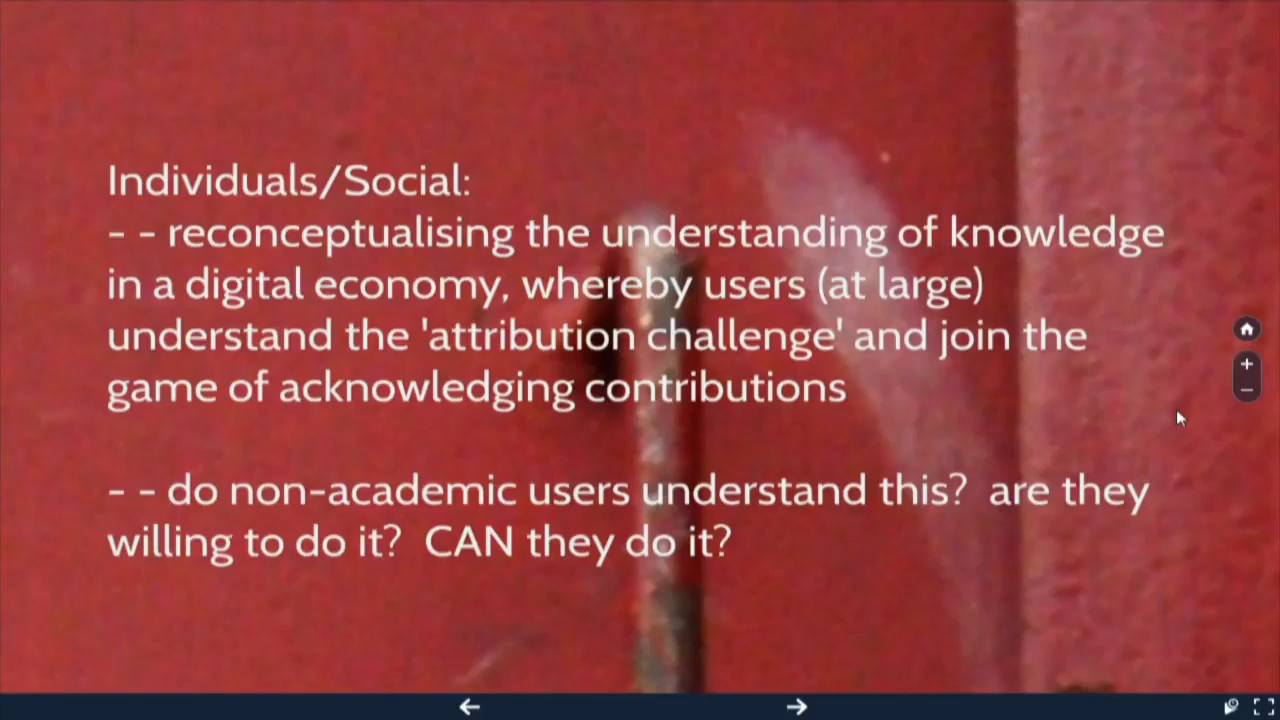 Individuals/Social:
- - reconceptualising the understanding of knowledge
in a digital economy, whereby users (at large)
understand the 'attribution challenge' and join the
game of acknowledging contributions
- - do non-academic users understand this?  are they
willing to do it?  CAN they do it?